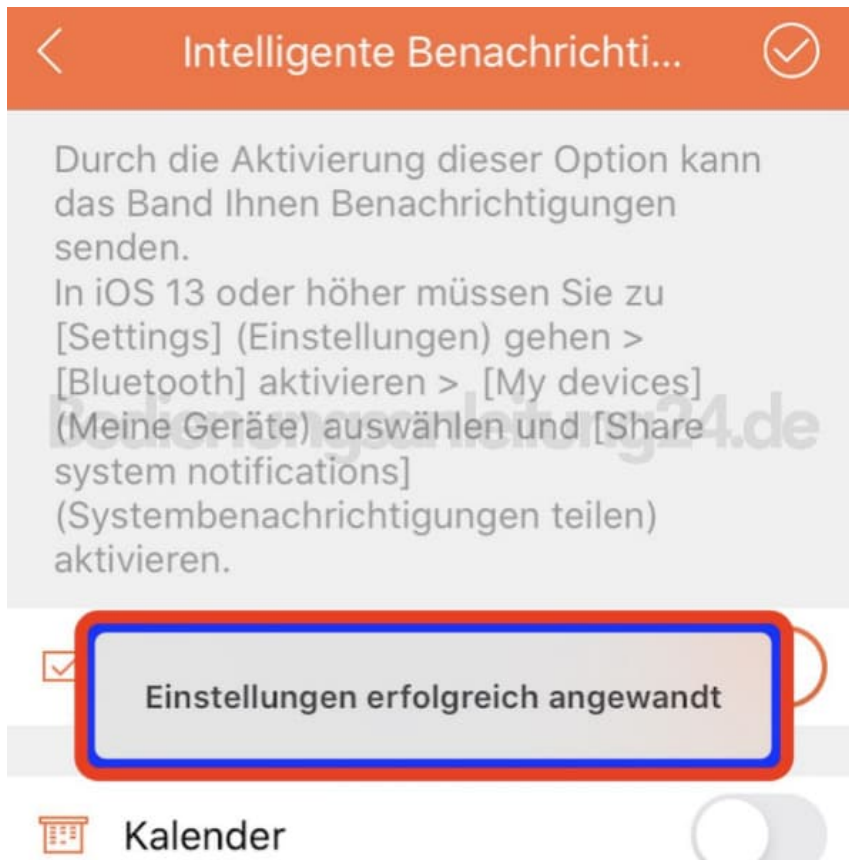 Intelligente Benachrichti...
Durch die Aktivierung dieser Option kann
das Band Ihnen Benachrichtigungen
senden.
In iOS 13 oder höher müssen Sie zu
[Settings] (Einstellungen) gehen >
[Bluetooth] aktivieren > [My devices]
(Meine Geräte) auswählen und [Share
system notifications]
(Systembenachrichtigungen teilen)
aktivieren.
Bedienungsanleitung24.de
Einstellungen erfolgreich angewandt
Kalender